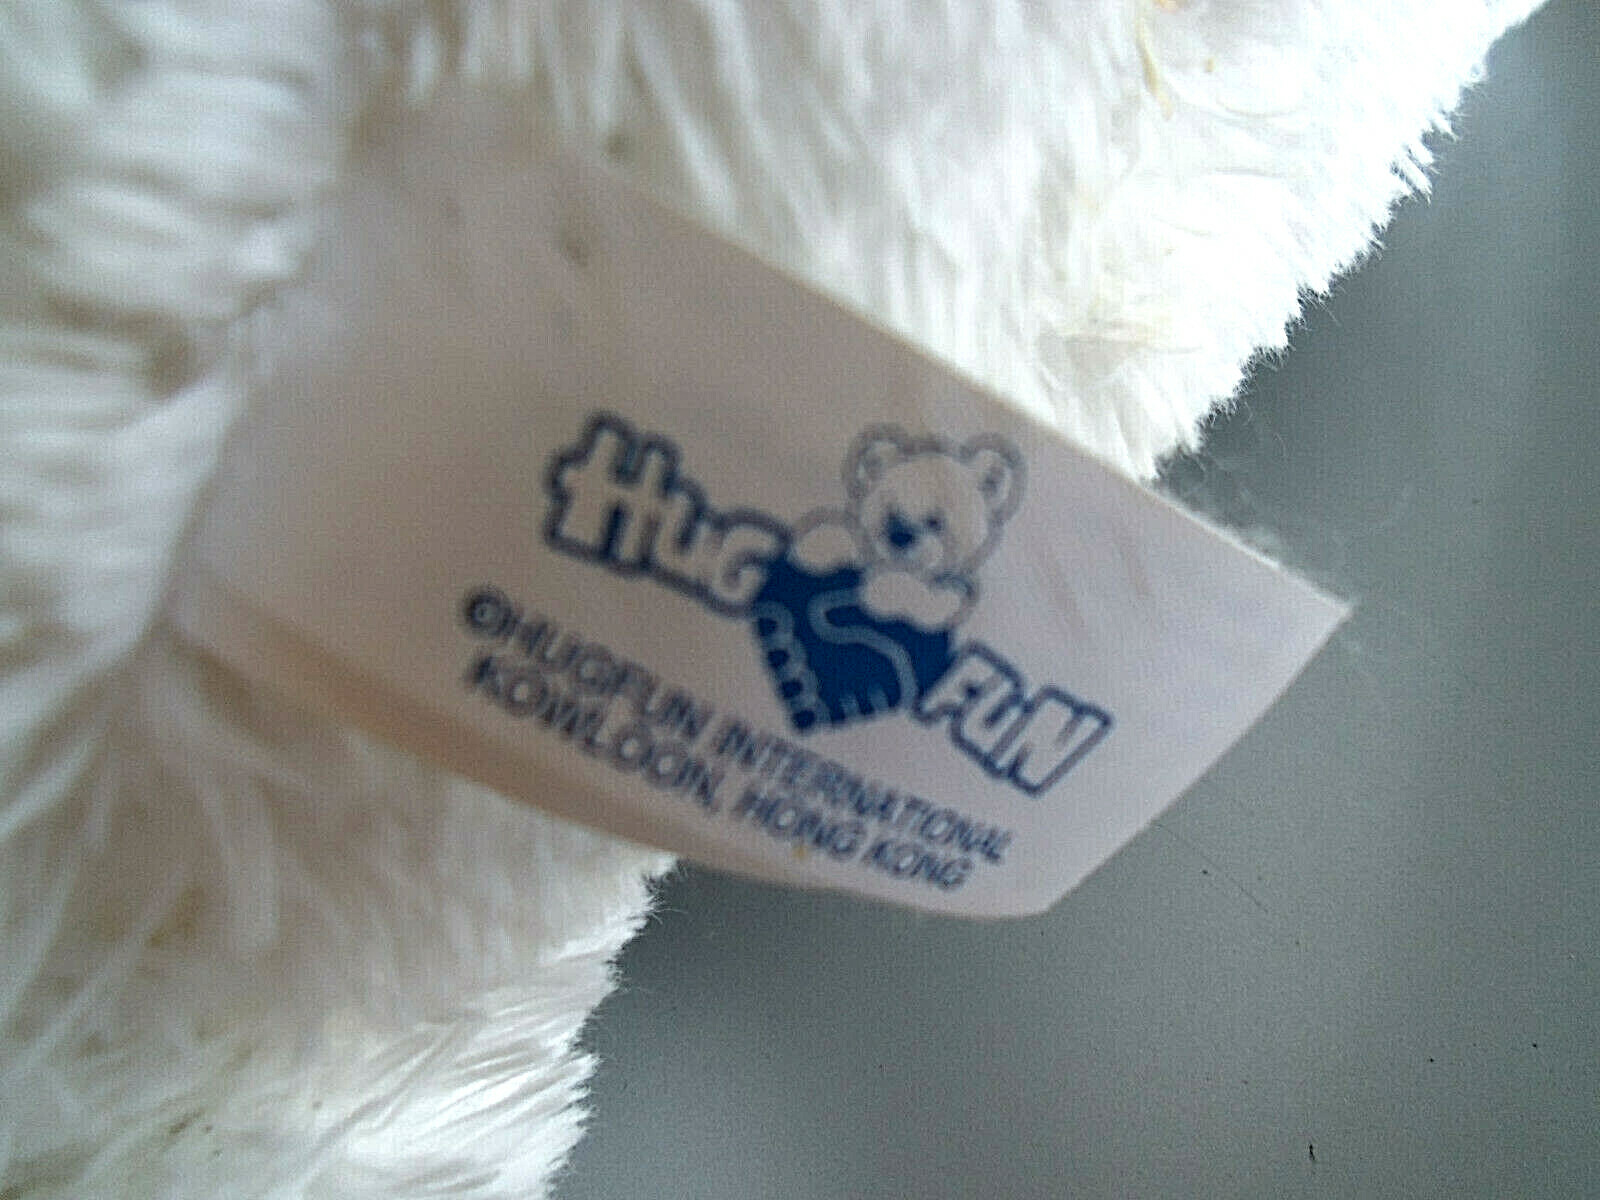 HUG FUN
©HUGFUN INTERNATIONAL
KOWLOON, HONG KONG